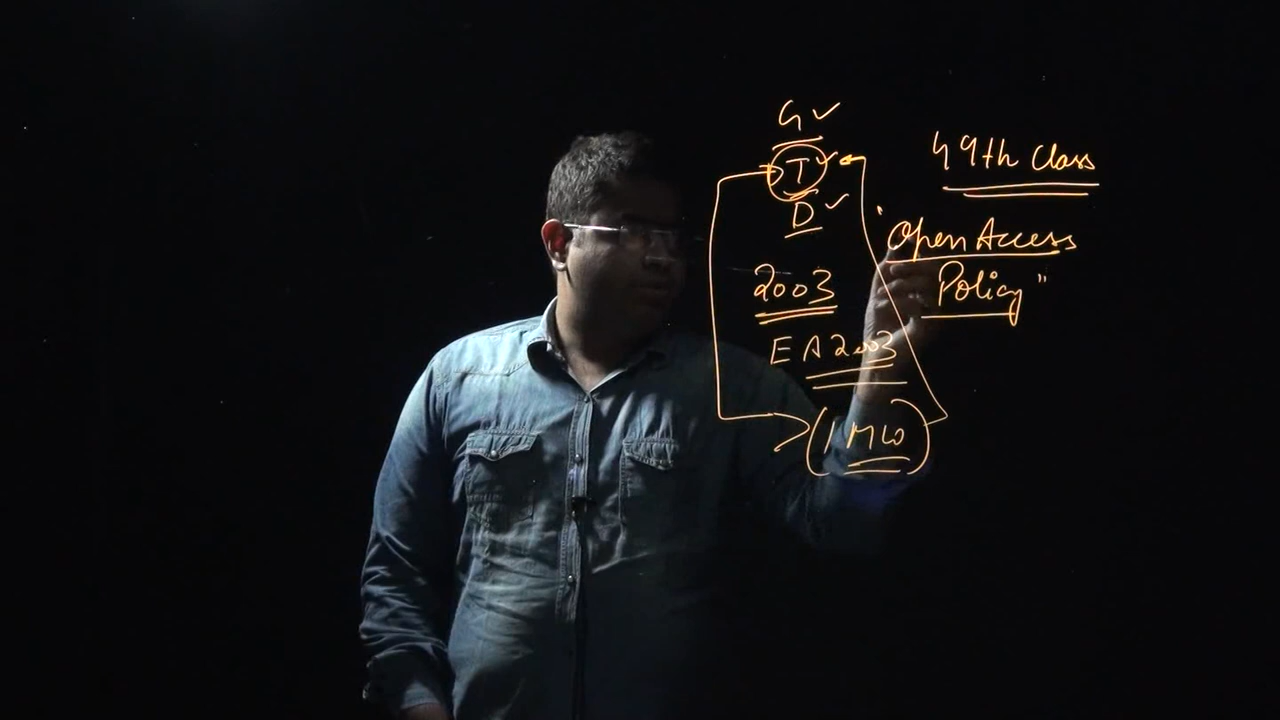 G ✓
T ✓
D ✓
2003
EA 2003
(1 MW)
49th Class
"Open Access
Policy"